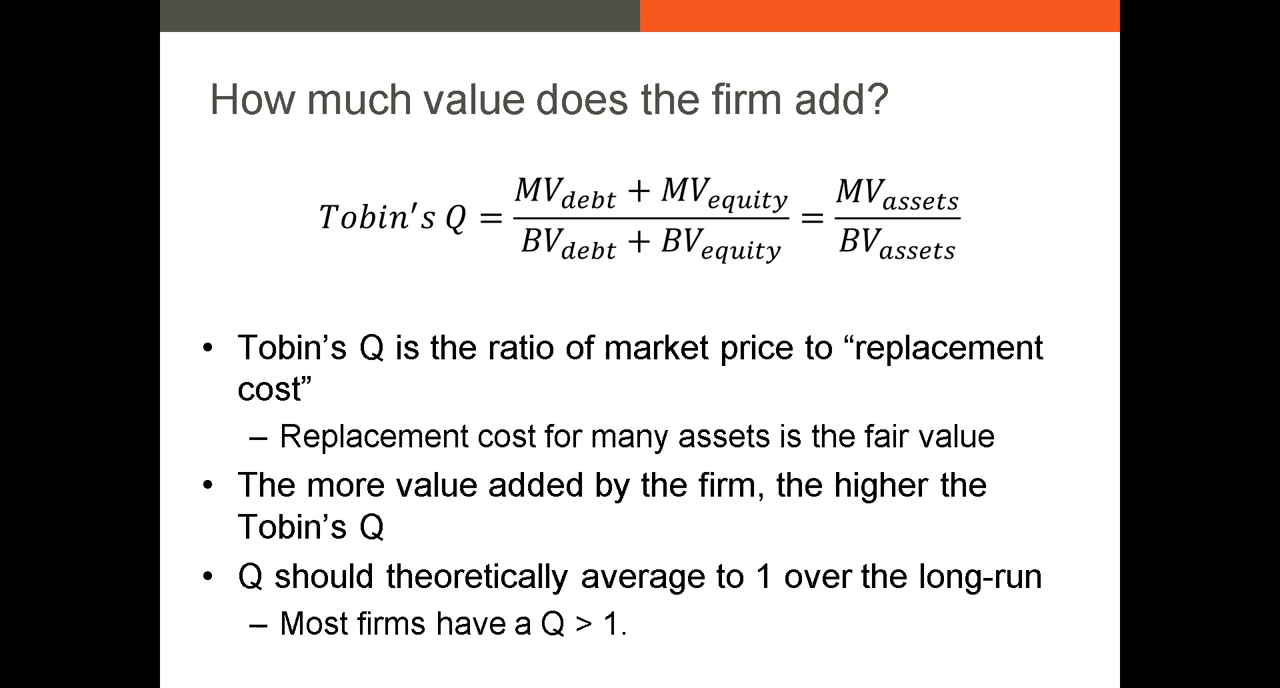 How much value does the firm add?
Tobin's Q = (MV_debt + MV_equity) / (BV_debt + BV_equity) = MV_assets / BV_assets
• Tobin’s Q is the ratio of market price to “replacement
cost”
– Replacement cost for many assets is the fair value
• The more value added by the firm, the higher the
Tobin’s Q
• Q should theoretically average to 1 over the long-run
– Most firms have a Q > 1.